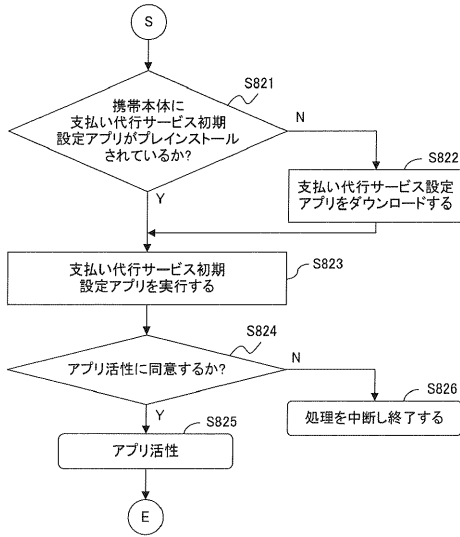 S
S821
携帯本体に
支払い代行サービス初期
設定アプリがプレインストール
されているか?
N
S822
支払い代行サービス設定
アプリをダウンロードする
Y
S823
支払い代行サービス初期
設定アプリを実行する
S824
アプリ活性に同意するか?
N
S826
処理を中断し終了する
Y
S825
アプリ活性
E